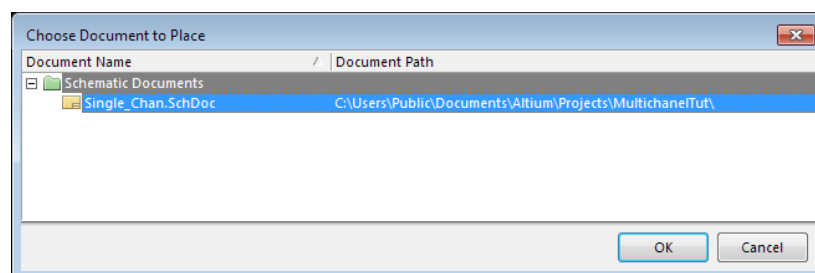 Choose Document to Place
Document Name Document Path
Schematic Documents
Single_Chan.SchDoc C:\Users\Public\Documents\Altium\Projects\MultichanelTut\
OK Cancel